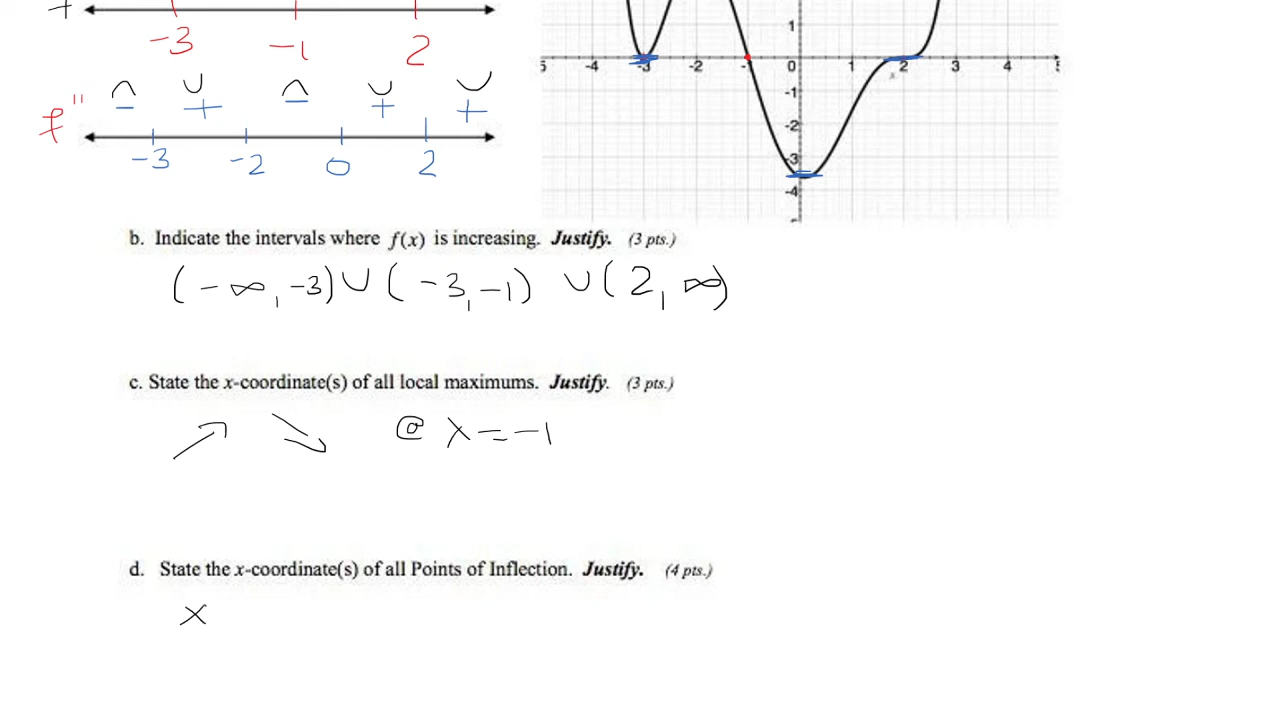 -3 -1 2
∩ ∪ ∩ ∪ ∪
f" − + − + +
-3 -2 0 2
1
-4 -3 -2 -1 0 1 2 3 4
x
-1
-2
-3
-4
b. Indicate the intervals where f(x) is increasing. Justify. (3 pts.)
(-∞, -3) ∪ (-3, -1) ∪ (2, ∞)
c. State the x-coordinate(s) of all local maximums. Justify. (3 pts.)
@ x = -1
d. State the x-coordinate(s) of all Points of Inflection. Justify. (4 pts.)
x